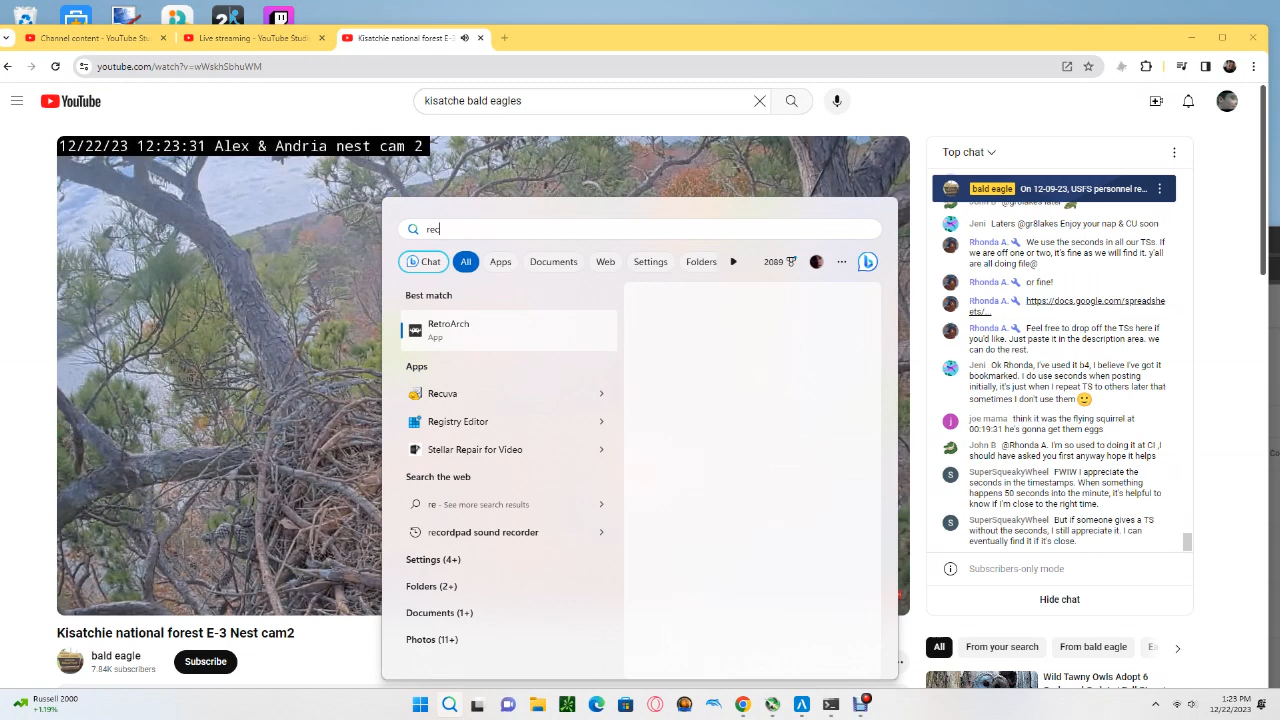 Channel content - YouTube Stu
Live streaming - YouTube Studi
Kisatchie national forest E-3
youtube.com/watch?v=wWskhSbhuWM
YouTube
kisatche bald eagles
12/22/23 12:23:31 Alex & Andria nest cam 2
Top chat
bald eagle On 12-09-23, USFS personnel re...
John B @gr8lakes later
Jeni Laters @gr8lakes Enjoy your nap & CU soon
Rhonda A. We use the seconds in all our TSs. If
we are off one or two, it's fine as we will find it. y'all
are all doing file@
Rhonda A. or fine!
Rhonda A. https://docs.google.com/spreadshe
ets/...
Rhonda A. Feel free to drop off the TSs here if
you'd like. Just paste it in the description area. we
can do the rest.
Jeni Ok Rhonda, I've used it b4, I believe I've got it
bookmarked. I do use seconds when posting
initially, it's just when I repeat TS to others later that
sometimes I don't use them
j
joe mama think it was the flying squirrel at
00:19:31 he's gonna get them eggs
John B @Rhonda A. I'm so used to doing it at CI ,I
should have asked you first anyway hope it helps
S
SuperSqueakyWheel FWIW I appreciate the
seconds in the timestamps. When something
happens 50 seconds into the minute, it's helpful to
know if I'm close to the right time.
S
SuperSqueakyWheel But if someone gives a TS
without the seconds, I still appreciate it. I can
eventually find it if it's close.
Subscribers-only mode
Hide chat
rec
Chat
All
Apps
Documents
Web
Settings
Folders
2089
Best match
RetroArch
App
Apps
Recuva
Registry Editor
Stellar Repair for Video
Search the web
re - See more search results
recordpad sound recorder
Settings (4+)
Folders (2+)
Documents (1+)
Photos (11+)
Kisatchie national forest E-3 Nest cam2
bald eagle
7.84K subscribers
Subscribe
All
From your search
From bald eagle
Ea
Wild Tawny Owls Adopt 6
Russell 2000
+1.19%
1:23 PM
12/22/2023